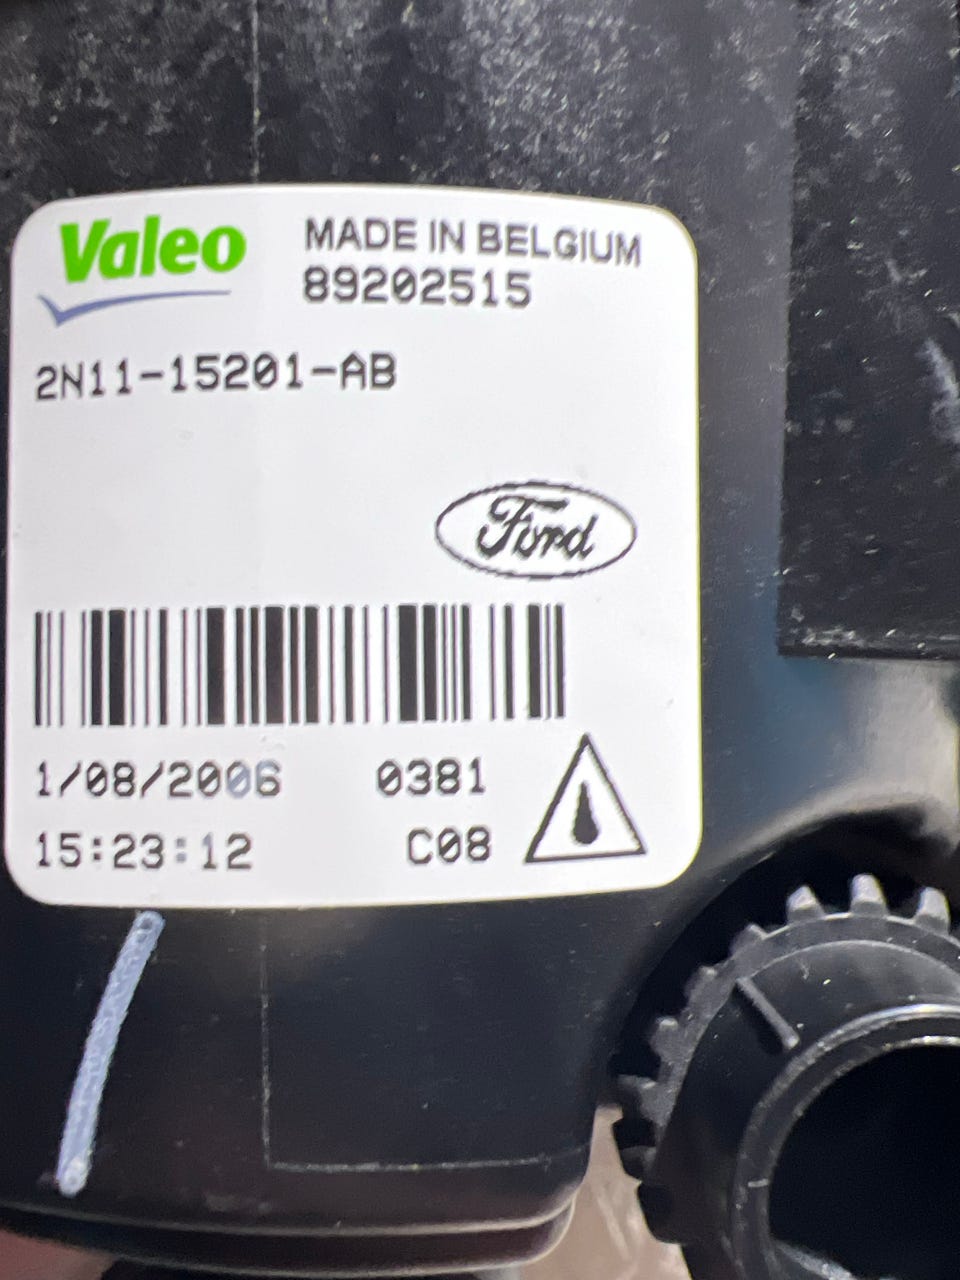 Valeo
MADE IN BELGIUM
89202515
2N11-15201-AB
Ford
1/08/2006 0381
15:23:12 C08